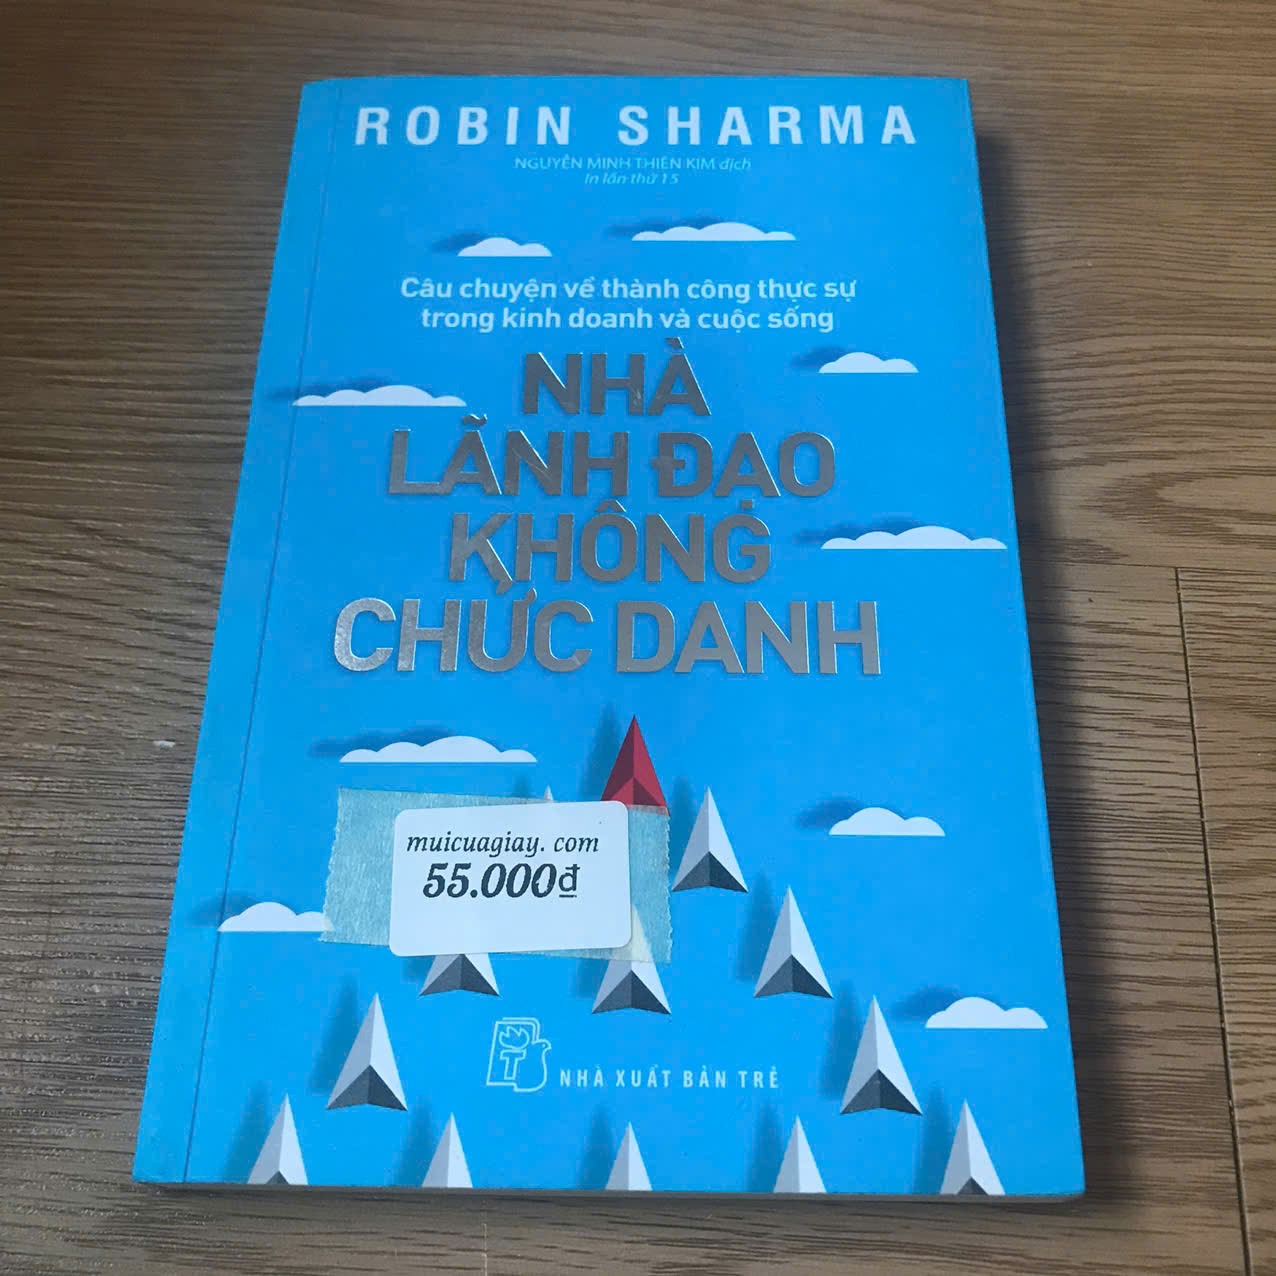 ROBIN SHARMA
NGUYỄN MINH THIÊN KIM dịch
In lần thứ 15
Câu chuyện về thành công thực sự
trong kinh doanh và cuộc sống
NHÀ
LÃNH ĐẠO
KHÔNG
CHỨC DANH
muicuagiay. com
55.000₫
NHÀ XUẤT BẢN TRẺ